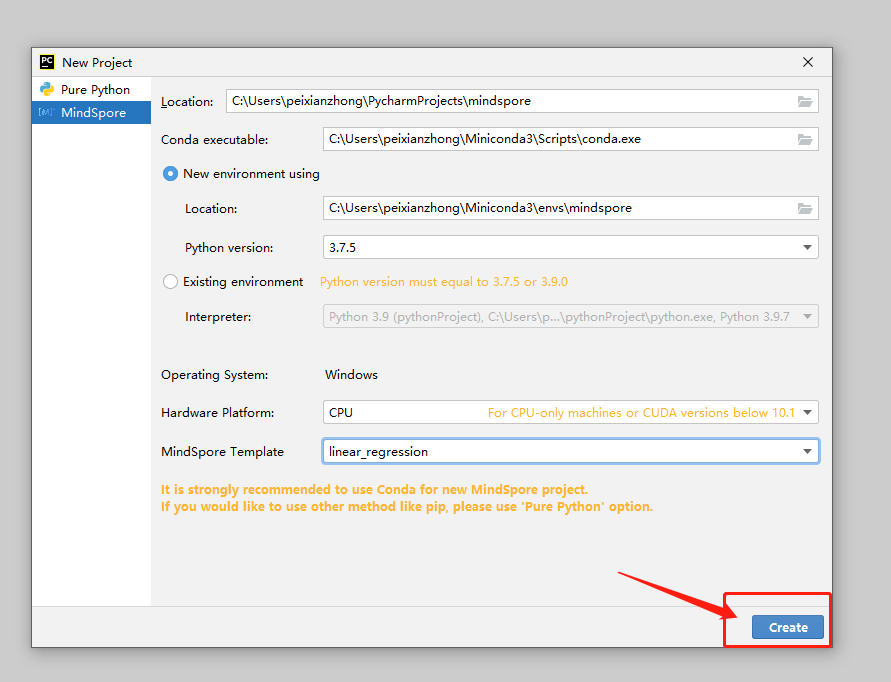 PC New Project
Pure Python
[M] MindSpore
Location: C:\Users\peixianzhong\PycharmProjects\mindspore
Conda executable: C:\Users\peixianzhong\Miniconda3\Scripts\conda.exe
New environment using
Location: C:\Users\peixianzhong\Miniconda3\envs\mindspore
Python version: 3.7.5
Existing environment Python version must equal to 3.7.5 or 3.9.0
Interpreter: Python 3.9 (pythonProject), C:\Users\p...\pythonProject\python.exe, Python 3.9.7
Operating System: Windows
Hardware Platform: CPU For CPU-only machines or CUDA versions below 10.1
MindSpore Template linear_regression
It is strongly recommended to use Conda for new MindSpore project.
If you would like to use other method like pip, please use 'Pure Python' option.
Create